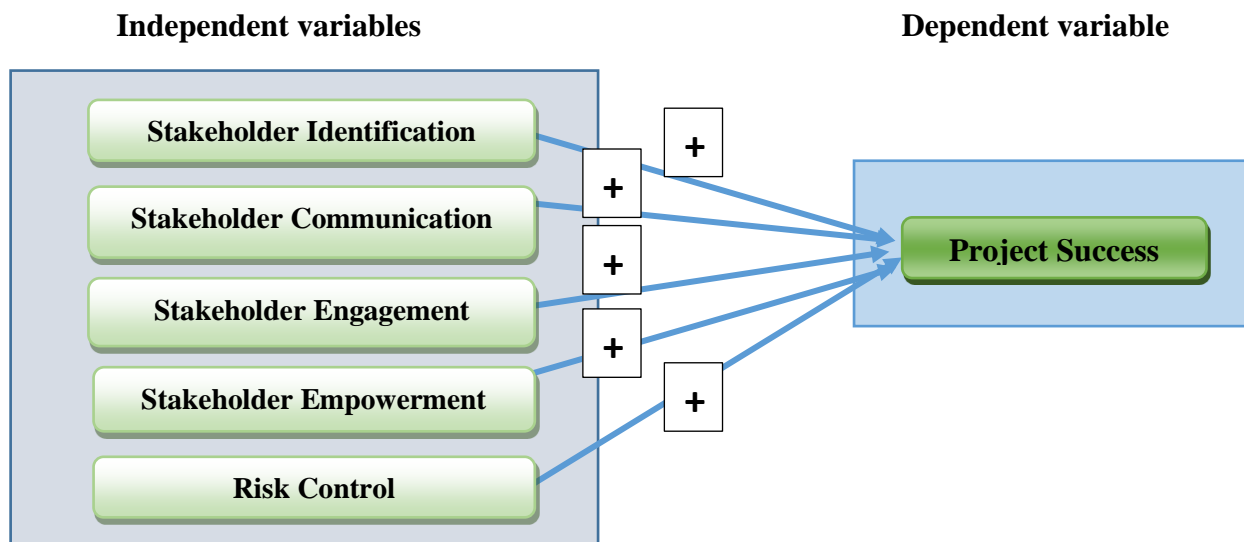 Independent variables
Dependent variable
Stakeholder Identification
+
+
Stakeholder Communication
Project Success
+
Stakeholder Engagement
+
Stakeholder Empowerment
+
Risk Control